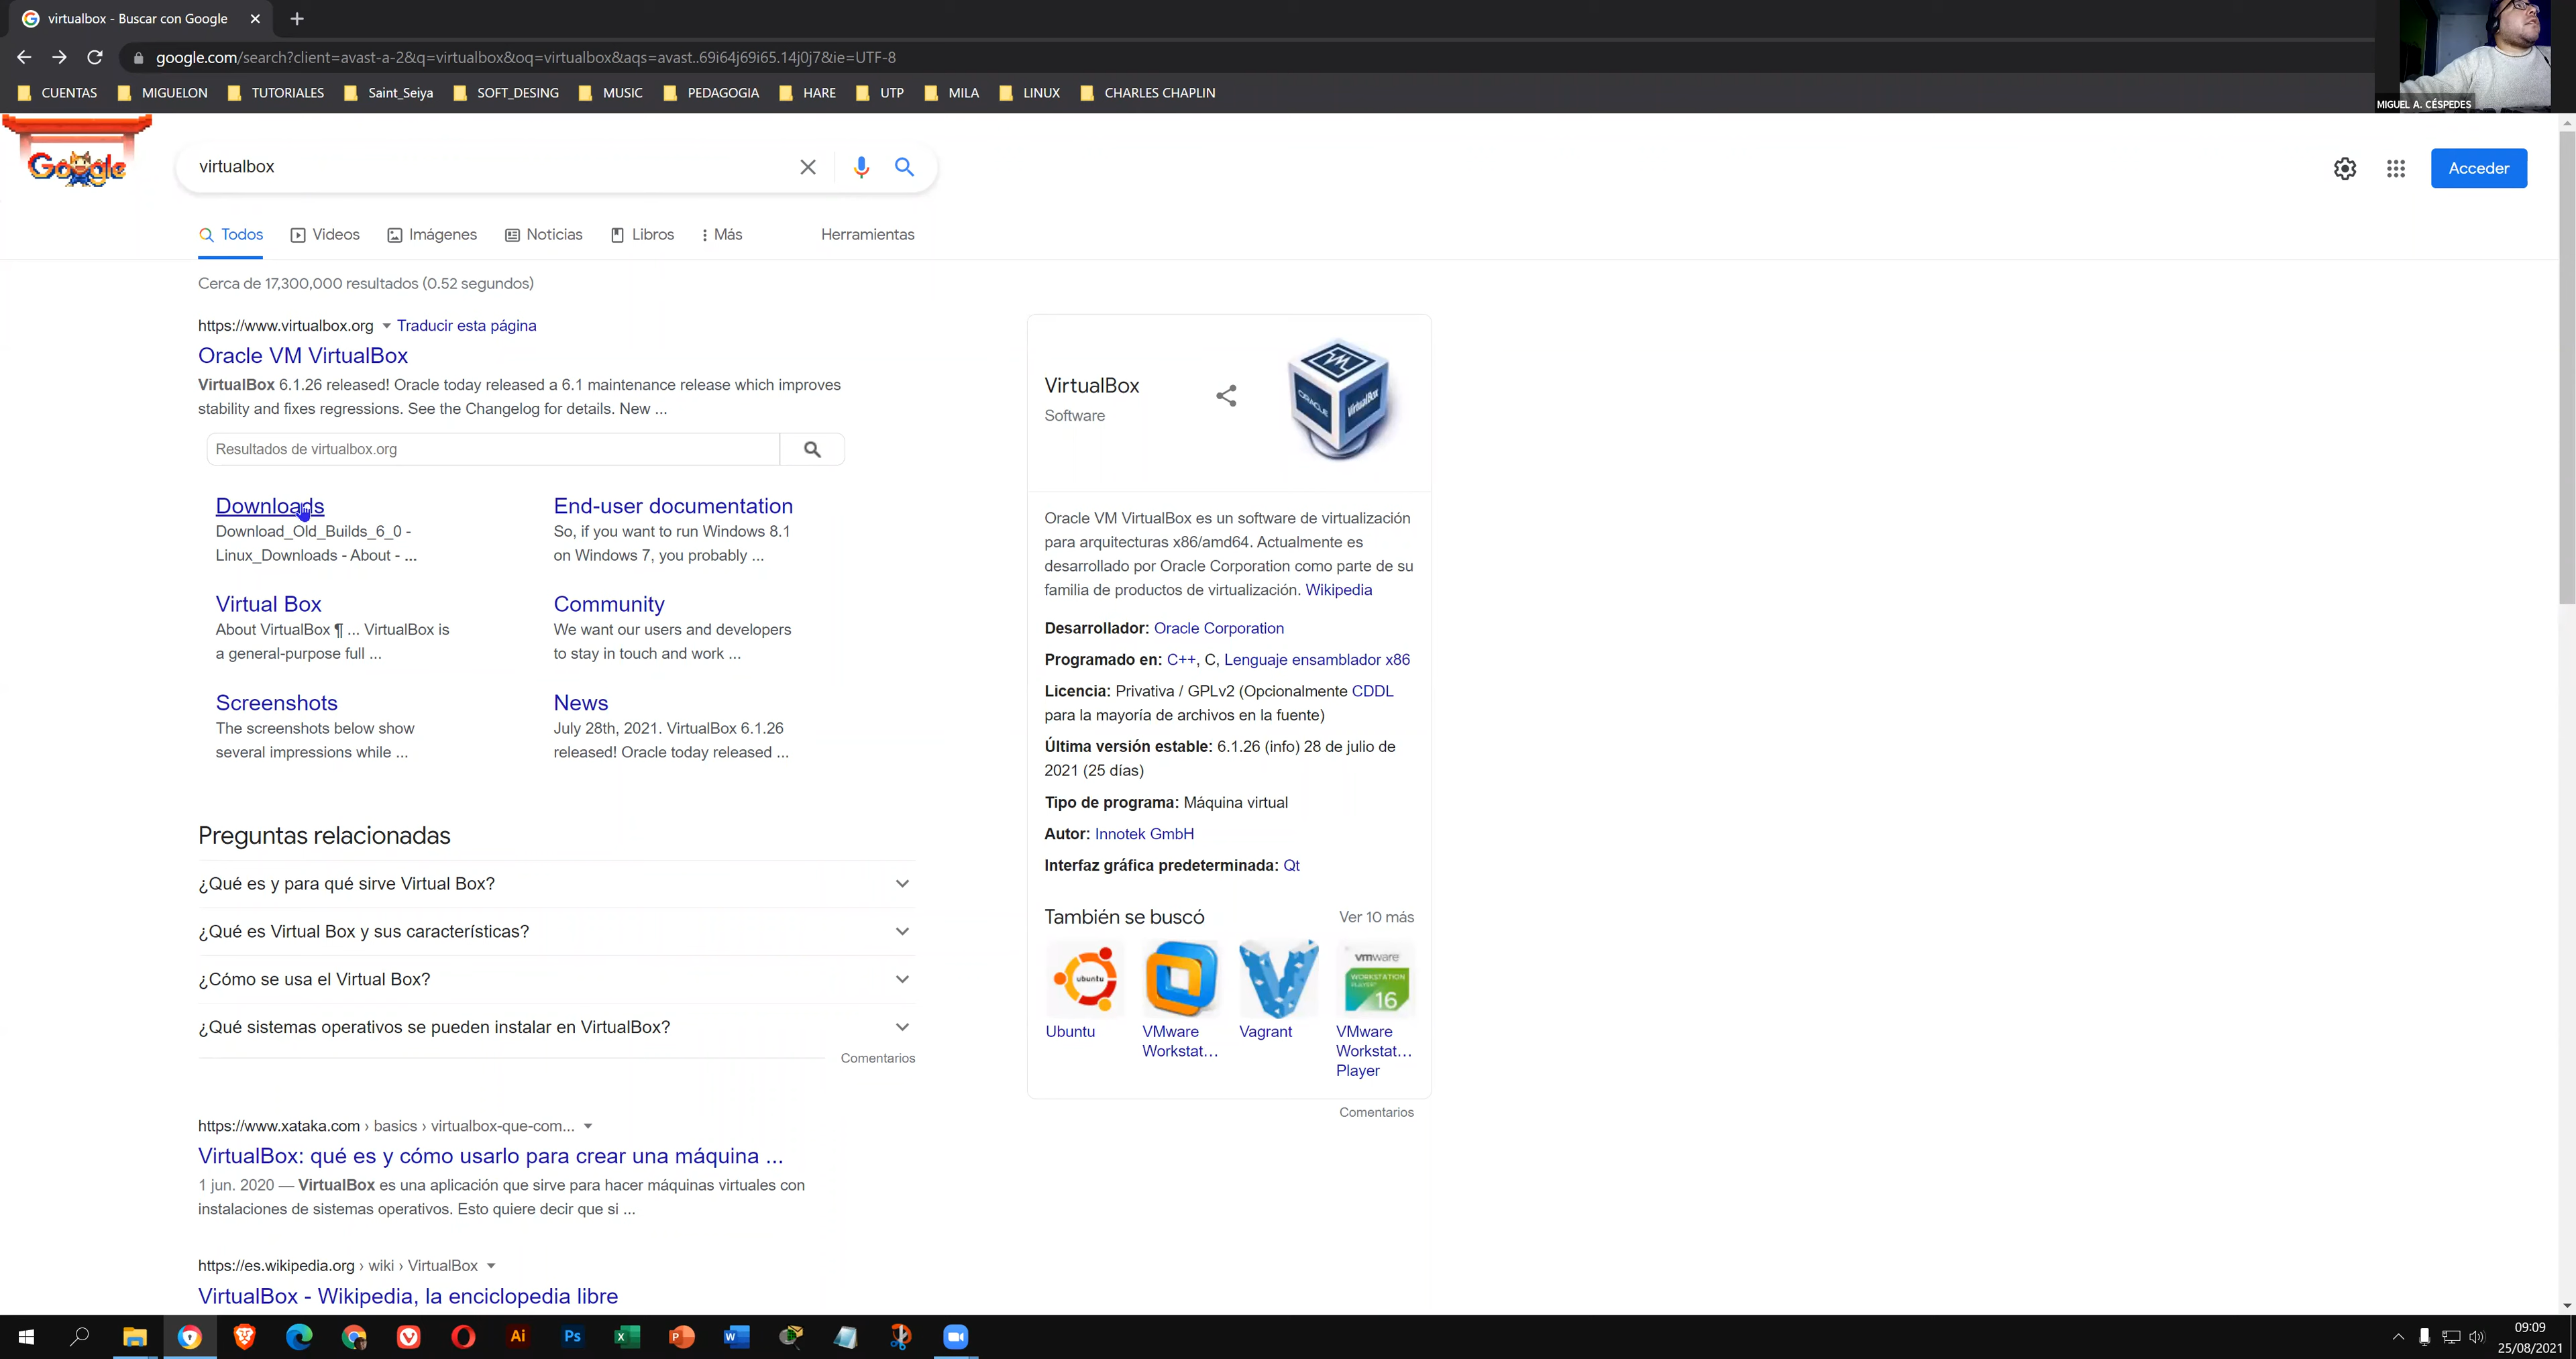 virtualbox - Buscar con Google
google.com/search?client=avast-a-2&q=virtualbox&oq=virtualbox&aqs=avast..69i64j69i65.14j0j7&ie=UTF-8
CUENTAS MIGUELON TUTORIALES Saint_Seiya SOFT_DESING MUSIC PEDAGOGIA HARE UTP MILA LINUX CHARLES CHAPLIN
MIGUEL A. CÉSPEDES
Google
virtualbox
Acceder
Todos Videos Imágenes Noticias Libros Más Herramientas
Cerca de 17,300,000 resultados (0.52 segundos)
https://www.virtualbox.org Traducir esta página
Oracle VM VirtualBox
VirtualBox 6.1.26 released! Oracle today released a 6.1 maintenance release which improves
stability and fixes regressions. See the Changelog for details. New ...
Resultados de virtualbox.org
Downloads
Download_Old_Builds_6_0 -
Linux_Downloads - About - ...
End-user documentation
So, if you want to run Windows 8.1
on Windows 7, you probably ...
Virtual Box
About VirtualBox ¶ ... VirtualBox is
a general-purpose full ...
Community
We want our users and developers
to stay in touch and work ...
Screenshots
The screenshots below show
several impressions while ...
News
July 28th, 2021. VirtualBox 6.1.26
released! Oracle today released ...
Preguntas relacionadas
¿Qué es y para qué sirve Virtual Box?
¿Qué es Virtual Box y sus características?
¿Cómo se usa el Virtual Box?
¿Qué sistemas operativos se pueden instalar en VirtualBox?
Comentarios
https://www.xataka.com › basics › virtualbox-que-com...
VirtualBox: qué es y cómo usarlo para crear una máquina ...
1 jun. 2020 — VirtualBox es una aplicación que sirve para hacer máquinas virtuales con
instalaciones de sistemas operativos. Esto quiere decir que si ...
https://es.wikipedia.org › wiki › VirtualBox
VirtualBox - Wikipedia, la enciclopedia libre
VirtualBox
Software
ORACLE VirtualBox
Oracle VM VirtualBox es un software de virtualización
para arquitecturas x86/amd64. Actualmente es
desarrollado por Oracle Corporation como parte de su
familia de productos de virtualización. Wikipedia
Desarrollador: Oracle Corporation
Programado en: C++, C, Lenguaje ensamblador x86
Licencia: Privativa / GPLv2 (Opcionalmente CDDL
para la mayoría de archivos en la fuente)
Última versión estable: 6.1.26 (info) 28 de julio de
2021 (25 días)
Tipo de programa: Máquina virtual
Autor: Innotek GmbH
Interfaz gráfica predeterminada: Qt
También se buscó Ver 10 más
ubuntu
vmware
WORKSTATION
PLAYER
16
Ubuntu
VMware
Workstat...
Vagrant
VMware
Workstat...
Player
Comentarios
Ai Ps
09:09
25/08/2021